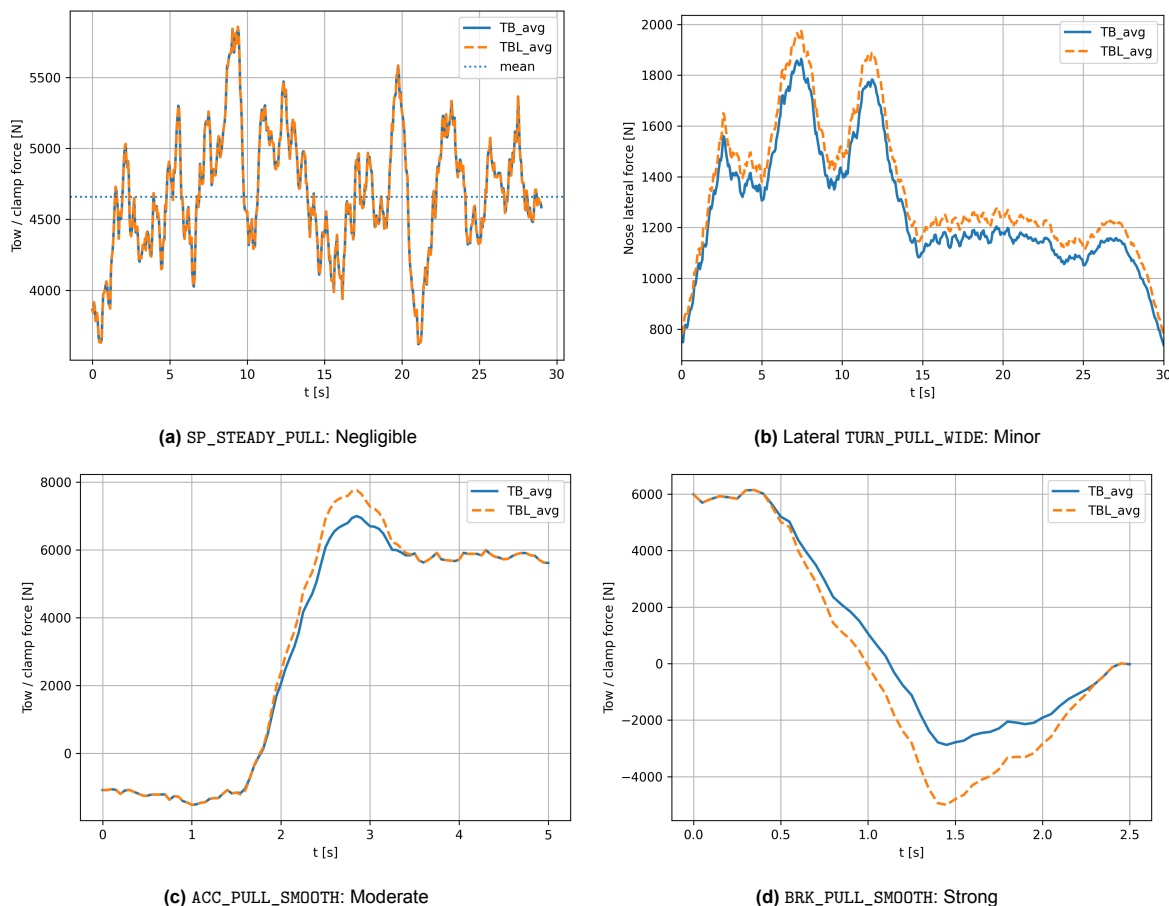 5500
5000
4500
4000
Tow / clamp force [N]
TB_avg
TBL_avg
mean
0
5
10
15
20
25
30
t [s]
(a) SP_STEADY_PULL: Negligible
2000
1800
1600
1400
1200
1000
800
Nose lateral force [N]
TB_avg
TBL_avg
0
5
10
15
20
25
30
t [s]
(b) Lateral TURN_PULL_WIDE: Minor
8000
6000
4000
2000
0
Tow / clamp force [N]
TB_avg
TBL_avg
0
1
2
3
4
5
t [s]
(c) ACC_PULL_SMOOTH: Moderate
6000
4000
2000
0
−2000
−4000
Tow / clamp force [N]
TB_avg
TBL_avg
0.0
0.5
1.0
1.5
2.0
2.5
t [s]
(d) BRK_PULL_SMOOTH: Strong